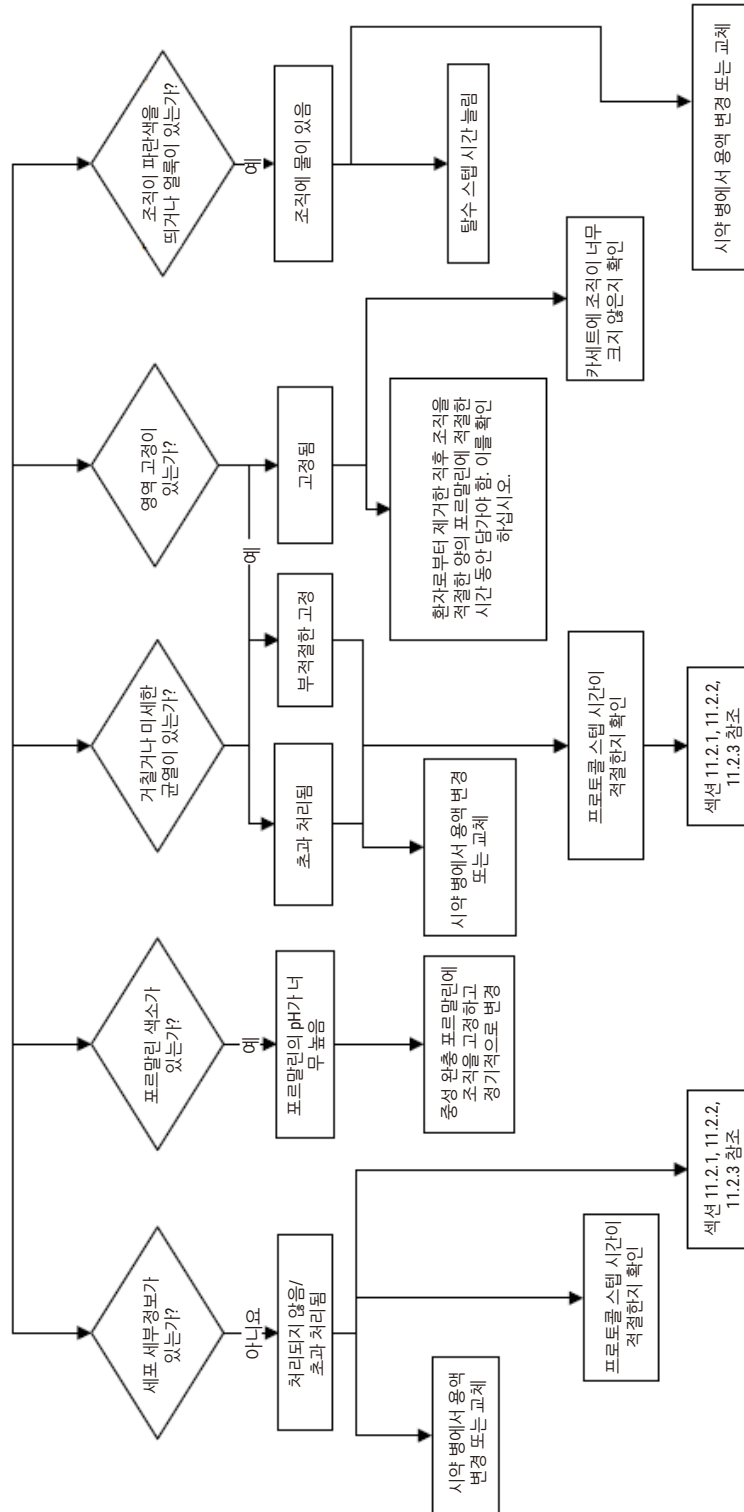 세포 세부정보가
있는가?
아니요
처리되지 않음/
초과 처리됨
시약 병에서 용액
변경 또는 교체
프로토콜 스텝 시간이
적절한지 확인
섹션 11.2.1, 11.2.2,
11.2.3 참조
포르말린 색소가
있는가?
예
포르말린의 pH가 너
무 높음
중성 완충 포르말린에
조직을 고정하고
정기적으로 변경
거칠거나 미세한
균열이 있는가?
예
초과 처리됨
부적절한 고정
시약 병에서 용액 변경
또는 교체
프로토콜 스텝 시간이
적절한지 확인
섹션 11.2.1, 11.2.2,
11.2.3 참조
영역 고정이
있는가?
고정됨
환자로부터 제거한 직후 조직을
적절한 양의 포르말린에 적절한
시간 동안 담가야 함. 이를 확인
하십시오.
카세트에 조직이 너무
크지 않은지 확인
조직이 파란색을
띄거나 얼룩이 있는가?
예
조직에 물이 있음
탈수 스텝 시간 늘림
시약 병에서 용액 변경 또는 교체